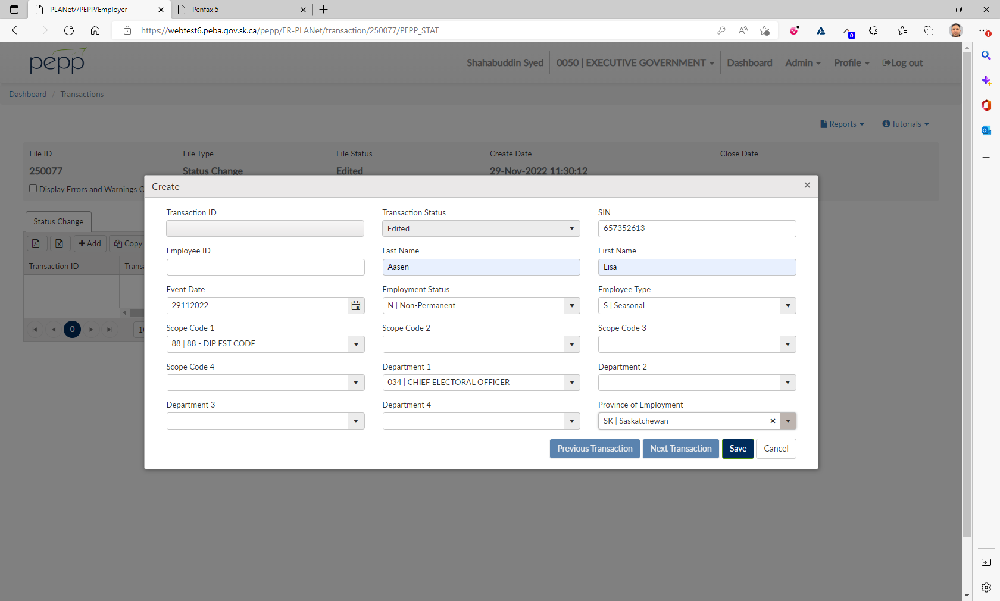 PLANet//PEPP/Employer
Penfax 5
https://webtest6.peba.gov.sk.ca/pepp/ER-PLANet/transaction/250077/PEPP_STAT
0
pepp
Shahabuddin Syed
0050 | EXECUTIVE GOVERNMENT
Dashboard
Admin
Profile
Log out
Dashboard / Transactions
Reports
Tutorials
File ID
File Type
File Status
Create Date
Close Date
250077
Status Change
Edited
29-Nov-2022 11:30:12
Display Errors and Warnings O
Create
Status Change
Add
Copy
Transaction ID
Trans
0
10
Transaction ID
Transaction Status
SIN
Edited
657352613
Employee ID
Last Name
First Name
Aasen
Lisa
Event Date
Employment Status
Employee Type
29112022
N | Non-Permanent
S | Seasonal
Scope Code 1
Scope Code 2
Scope Code 3
88 | 88 - DIP EST CODE
Scope Code 4
Department 1
Department 2
034 | CHIEF ELECTORAL OFFICER
Department 3
Department 4
Province of Employment
SK | Saskatchewan
Previous Transaction
Next Transaction
Save
Cancel